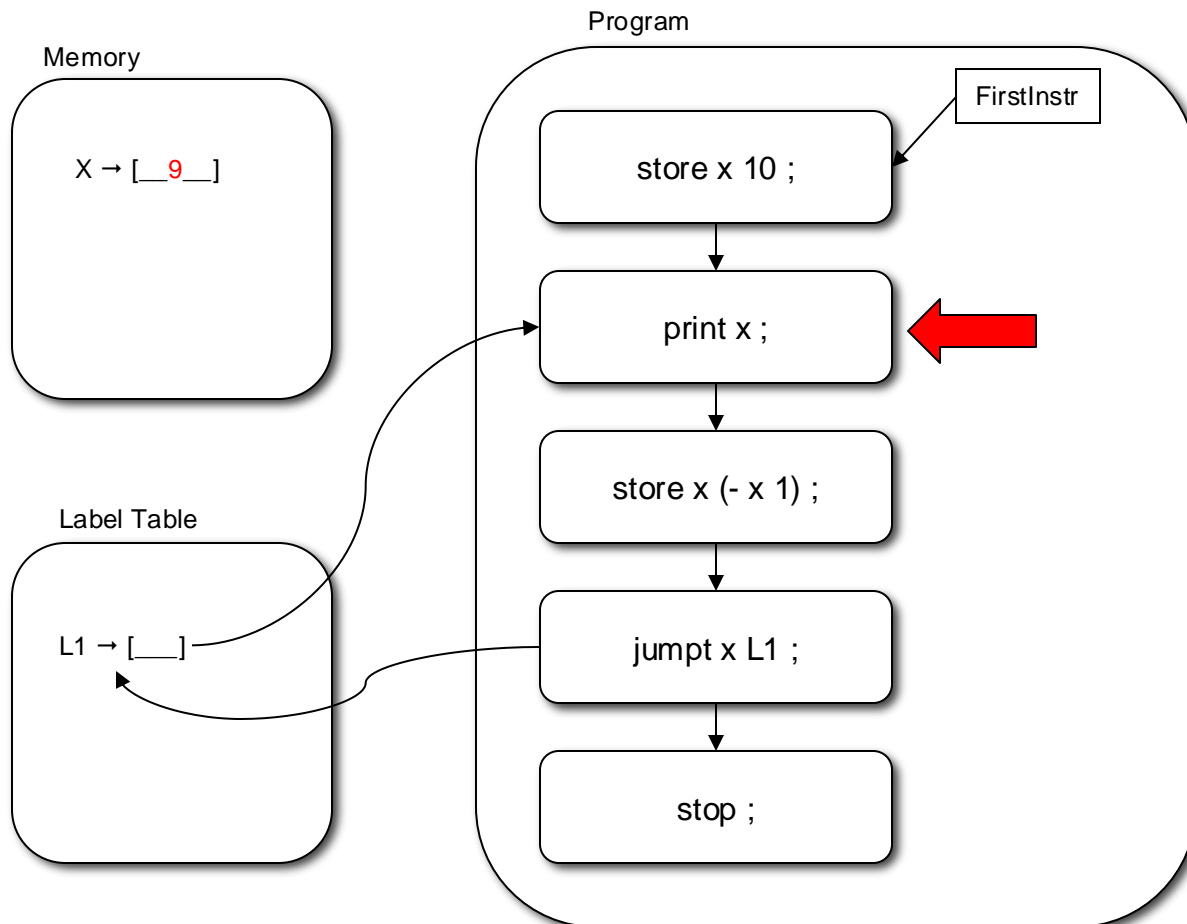 Program
Memory
FirstInstr
X → [__9__]
store x 10 ;
print x ;
store x (- x 1) ;
Label Table
L1 → [___]
jumpt x L1 ;
stop ;